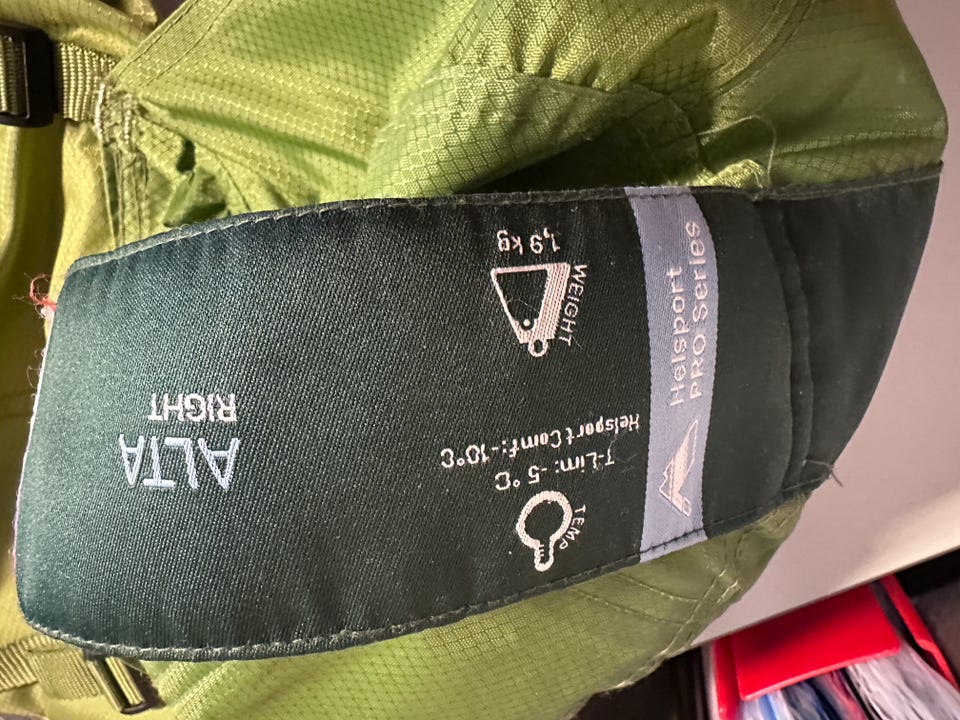 Helsport
PRO Series
TEMP
T-Lim: -5 °C
Helsport Comf: -10°C
WEIGHT
1,9 kg
ALTA
RIGHT